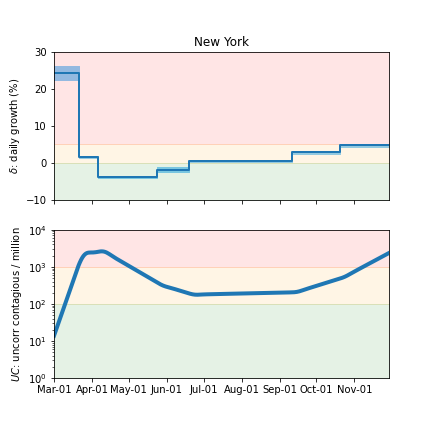 New York
δ: daily growth (%)
30
20
10
0
−10
UC: uncorr contagious / million
10⁴
10³
10²
10¹
10⁰
Mar-01 Apr-01 May-01 Jun-01 Jul-01 Aug-01 Sep-01 Oct-01 Nov-01